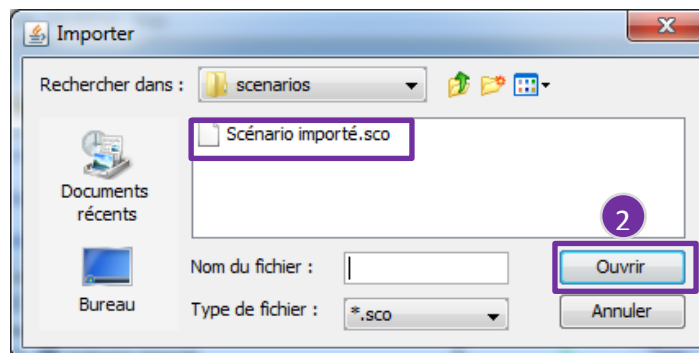 Importer
Rechercher dans :
scenarios
Scénario importé.sco
Documents
récents
2
Nom du fichier :
Ouvrir
Bureau
Type de fichier :
*.sco
Annuler